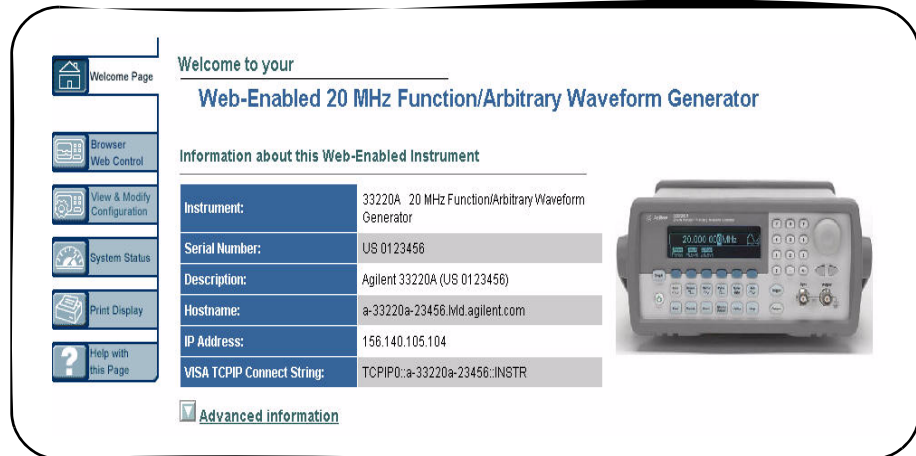 Welcome Page
Browser
Web Control
View & Modify
Configuration
System Status
Print Display
Help with
this Page
Welcome to your
Web-Enabled 20 MHz Function/Arbitrary Waveform Generator
Information about this Web-Enabled Instrument
Instrument: 33220A 20 MHz Function/Arbitrary Waveform
Generator
Serial Number: US 0123456
Description: Agilent 33220A (US 0123456)
Hostname: a-33220a-23456.lvld.agilent.com
IP Address: 156.140.105.104
VISA TCPIP Connect String: TCPIP0::a-33220a-23456::INSTR
Advanced information
Agilent
MHz